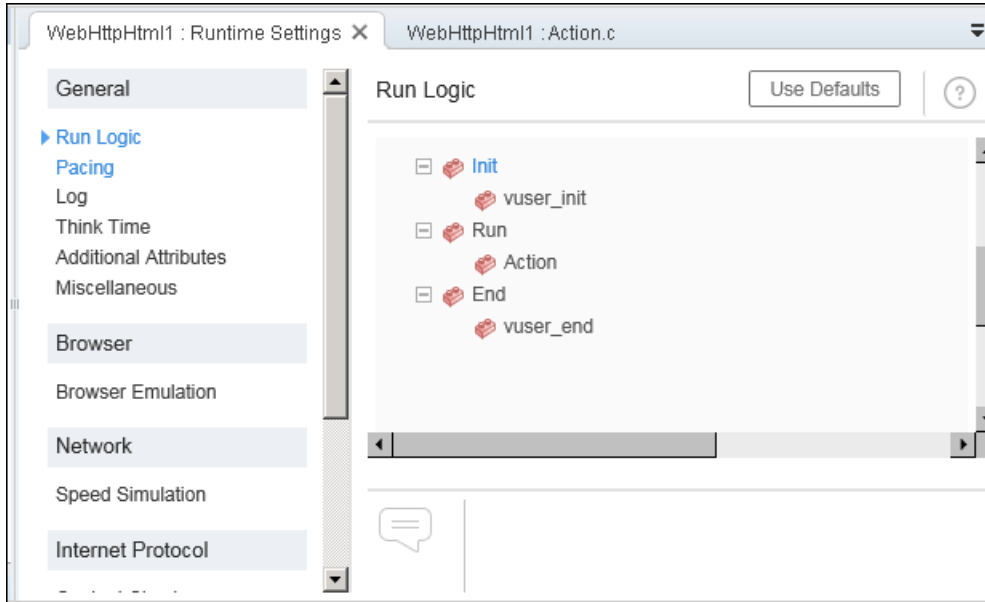 WebHttpHtml1 : Runtime Settings
WebHttpHtml1 : Action.c
General
Run Logic
Pacing
Log
Think Time
Additional Attributes
Miscellaneous
Browser
Browser Emulation
Network
Speed Simulation
Internet Protocol
Run Logic
Use Defaults
?
Init
vuser_init
Run
Action
End
vuser_end